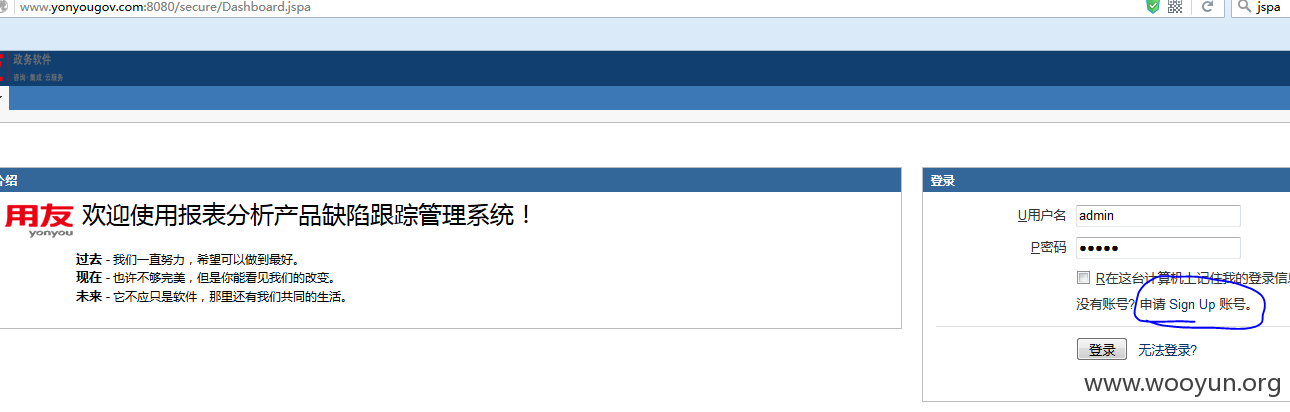 www.yonyougov.com:8080/secure/Dashboard.jspa
jspa
政务软件
咨询·集成·云服务
介绍
用友
yonyou
欢迎使用报表分析产品缺陷跟踪管理系统！
过去 - 我们一直努力，希望可以做到最好。
现在 - 也许不够完美，但是你能看见我们的改变。
未来 - 它不应只是软件，那里还有我们共同的生活。
登录
U用户名 admin
P密码 ●●●●●
R在这台计算机上记住我的登录信息
没有账号? 申请 Sign Up 账号。
登录 无法登录?
www.wooyun.org